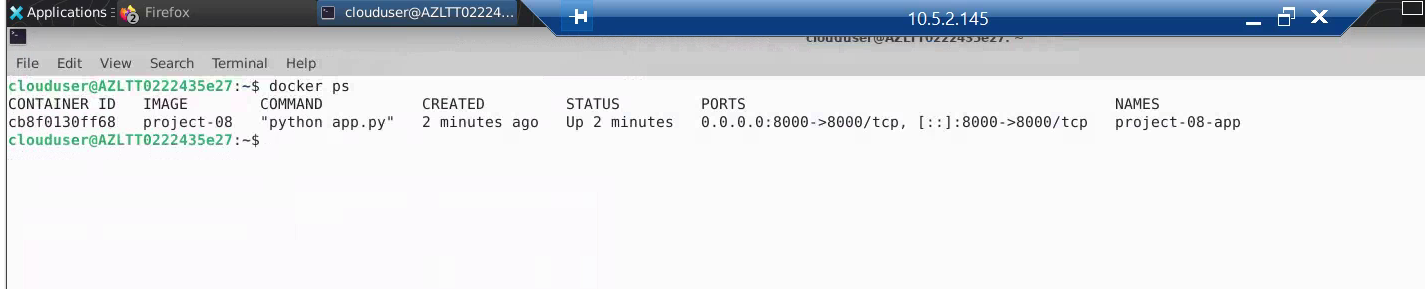 Applications Firefox clouduser@AZLTT02224... 10.5.2.145
clouduser@AZLTT0222435e27: ~
File Edit View Search Terminal Help
clouduser@AZLTT0222435e27:~$ docker ps
CONTAINER ID IMAGE COMMAND CREATED STATUS PORTS NAMES
cb8f0130ff68 project-08 "python app.py" 2 minutes ago Up 2 minutes 0.0.0.0:8000->8000/tcp, [::]:8000->8000/tcp project-08-app
clouduser@AZLTT0222435e27:~$